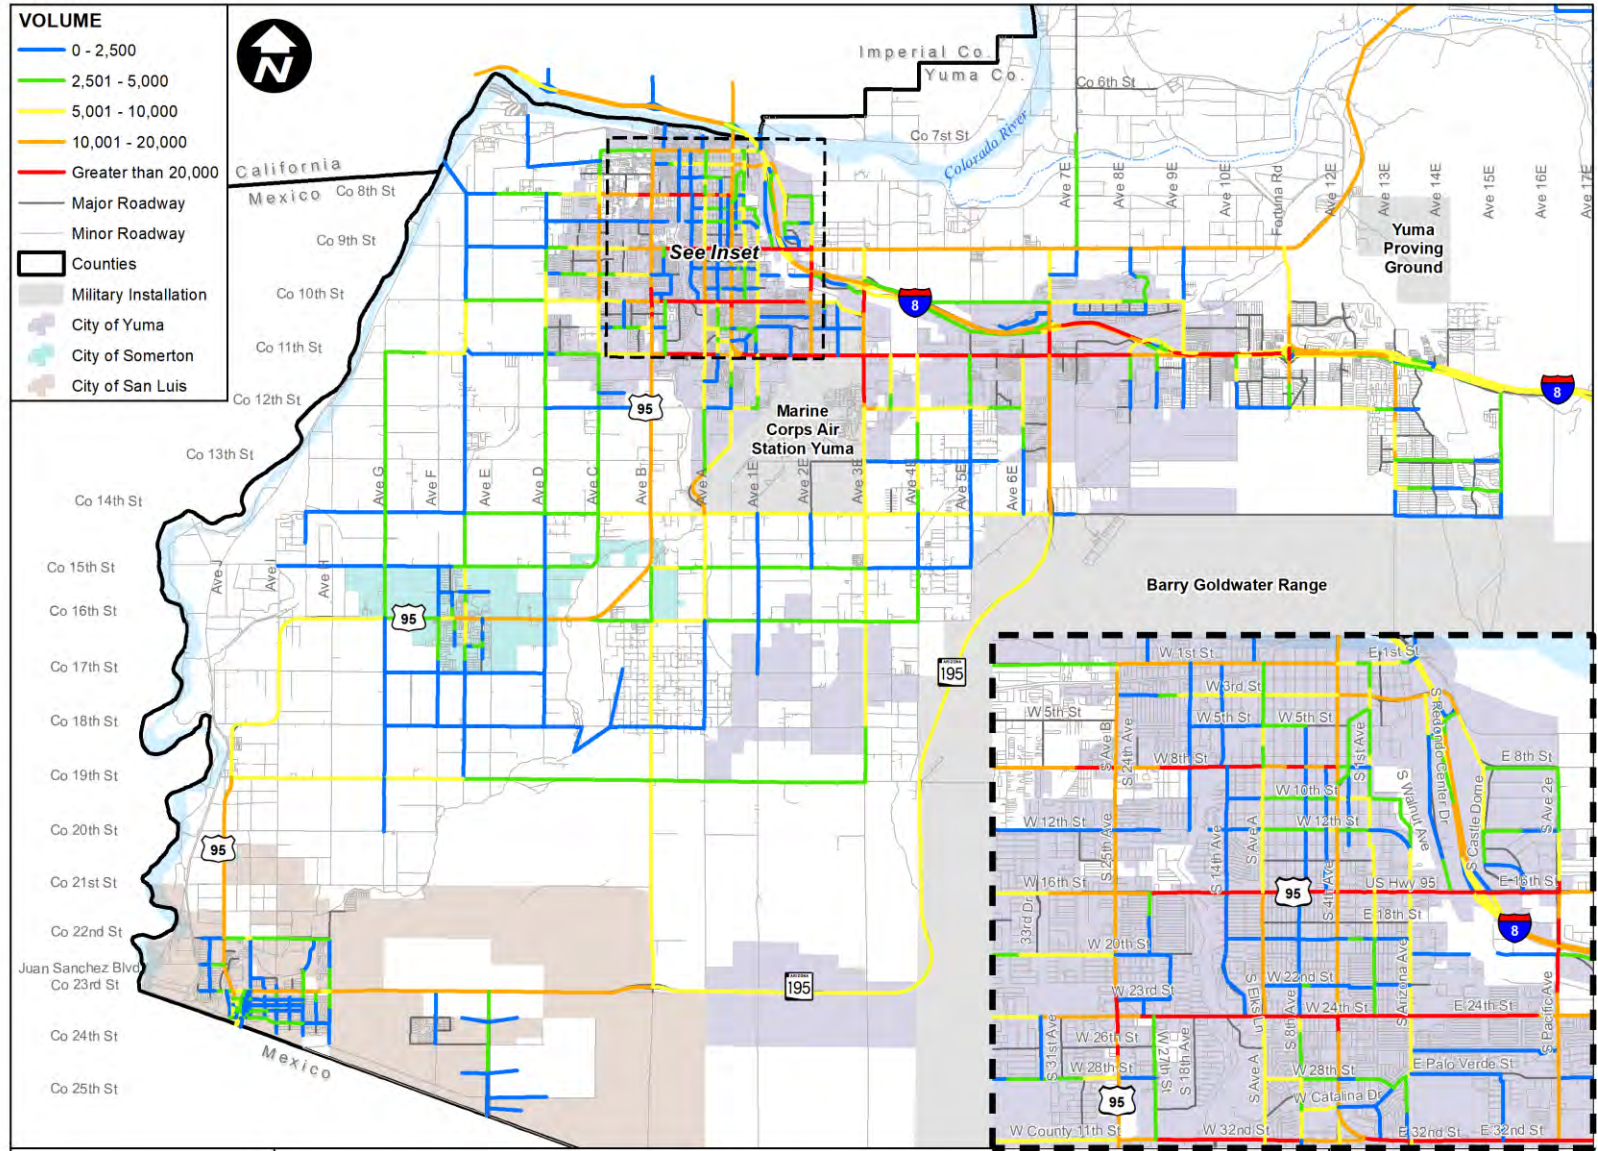 VOLUME
0 - 2,500
2,501 - 5,000
5,001 - 10,000
10,001 - 20,000
Greater than 20,000
Major Roadway
Minor Roadway
Counties
Military Installation
City of Yuma
City of Somerton
City of San Luis
N
Imperial Co.
Yuma Co.
California
Mexico
Colorado River
Co 6th St
Co 7th St
Co 8th St
Co 9th St
Co 10th St
Co 11th St
Co 12th St
Co 13th St
Co 14th St
Co 15th St
Co 16th St
Co 17th St
Co 18th St
Co 19th St
Co 20th St
Co 21st St
Co 22nd St
Juan Sanchez Blvd
Co 23rd St
Co 24th St
Co 25th St
Mexico
See Inset
Ave 7E
Ave 8E
Ave 9E
Ave 10E
Fortuna Rd
Ave 12E
Ave 13E
Ave 14E
Ave 15E
Ave 16E
Ave 17E
Yuma
Proving
Ground
8
8
95
Marine
Corps Air
Station Yuma
Ave J
Ave I
Ave H
Ave G
Ave F
Ave E
Ave D
Ave C
Ave B
Ave A
Ave 1E
Ave 2E
Ave 3E
Ave 4E
Ave 5E
Ave 6E
Barry Goldwater Range
95
95
ARIZONA
195
ARIZONA
195
W 1st St
E 1st St
W 3rd St
W 5th St
W 5th St
W 5th St
W 8th St
E 8th St
W 10th St
W 12th St
W 12th St
W 16th St
US Hwy 95
E 16th St
E 18th St
W 20th St
W 22nd St
W 23rd St
W 24th St
E 24th St
W 26th St
W 28th St
W 28th St
E Palo Verde St
W Catalina Dr
W County 11th St
W 32nd St
E 32nd St
E 32nd St
S Ave B
S 24th Ave
S 25th Ave
S 14th Ave
S Ave A
S 4th Ave
S 1st Ave
S Walnut Ave
S Redondo Center Dr
S Castle Dome
S Ave 2e
33rd Dr
S Elks Ln
S 8th Ave
S Arizona Ave
S Pacific Ave
S 31st Ave
W 27th St
S 18th Ave
S Ave A
95
8
95